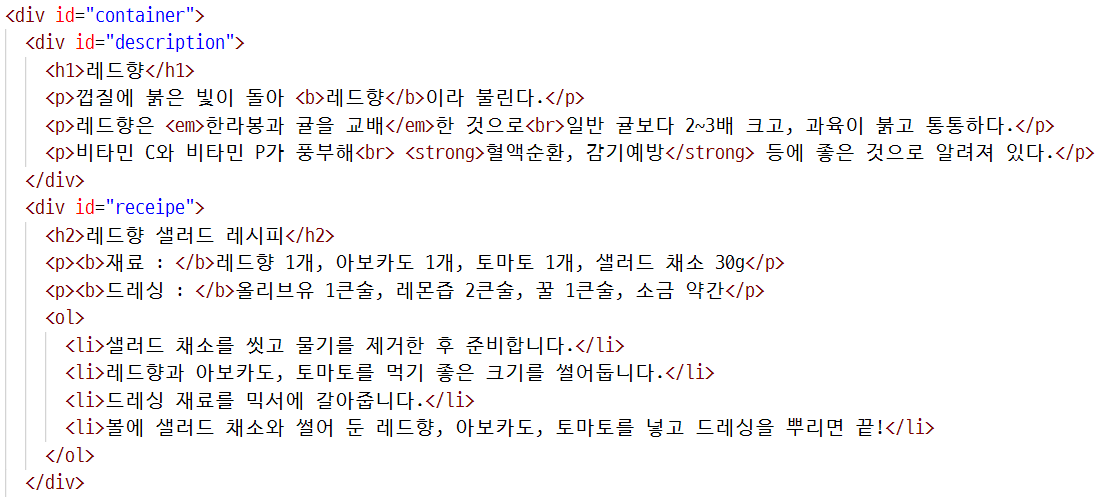 <div id="container">
<div id="description">
<h1>레드향</h1>
<p>껍질에 붉은 빛이 돌아 <b>레드향</b>이라 불린다.</p>
<p>레드향은 <em>한라봉과 귤을 교배</em>한 것으로<br>일반 귤보다 2~3배 크고, 과육이 붉고 통통하다.</p>
<p>비타민 C와 비타민 P가 풍부해<br> <strong>혈액순환, 감기예방</strong> 등에 좋은 것으로 알려져 있다.</p>
</div>
<div id="receipe">
<h2>레드향 샐러드 레시피</h2>
<p><b>재료 : </b>레드향 1개, 아보카도 1개, 토마토 1개, 샐러드 채소 30g</p>
<p><b>드레싱 : </b>올리브유 1큰술, 레몬즙 2큰술, 꿀 1큰술, 소금 약간</p>
<ol>
<li>샐러드 채소를 씻고 물기를 제거한 후 준비합니다.</li>
<li>레드향과 아보카도, 토마토를 먹기 좋은 크기를 썰어둡니다.</li>
<li>드레싱 재료를 믹서에 갈아줍니다.</li>
<li>볼에 샐러드 채소와 썰어 둔 레드향, 아보카도, 토마토를 넣고 드레싱을 뿌리면 끝!</li>
</ol>
</div>